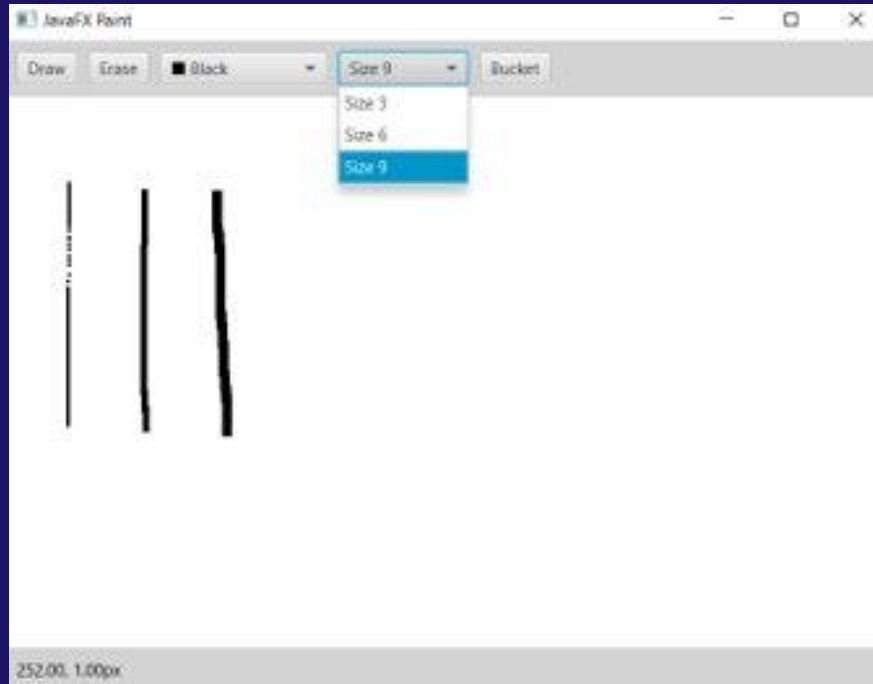 JavaFX Paint
Draw Erase Black Size 9 Bucket
Size 3
Size 6
Size 9
252.00, 1.00px